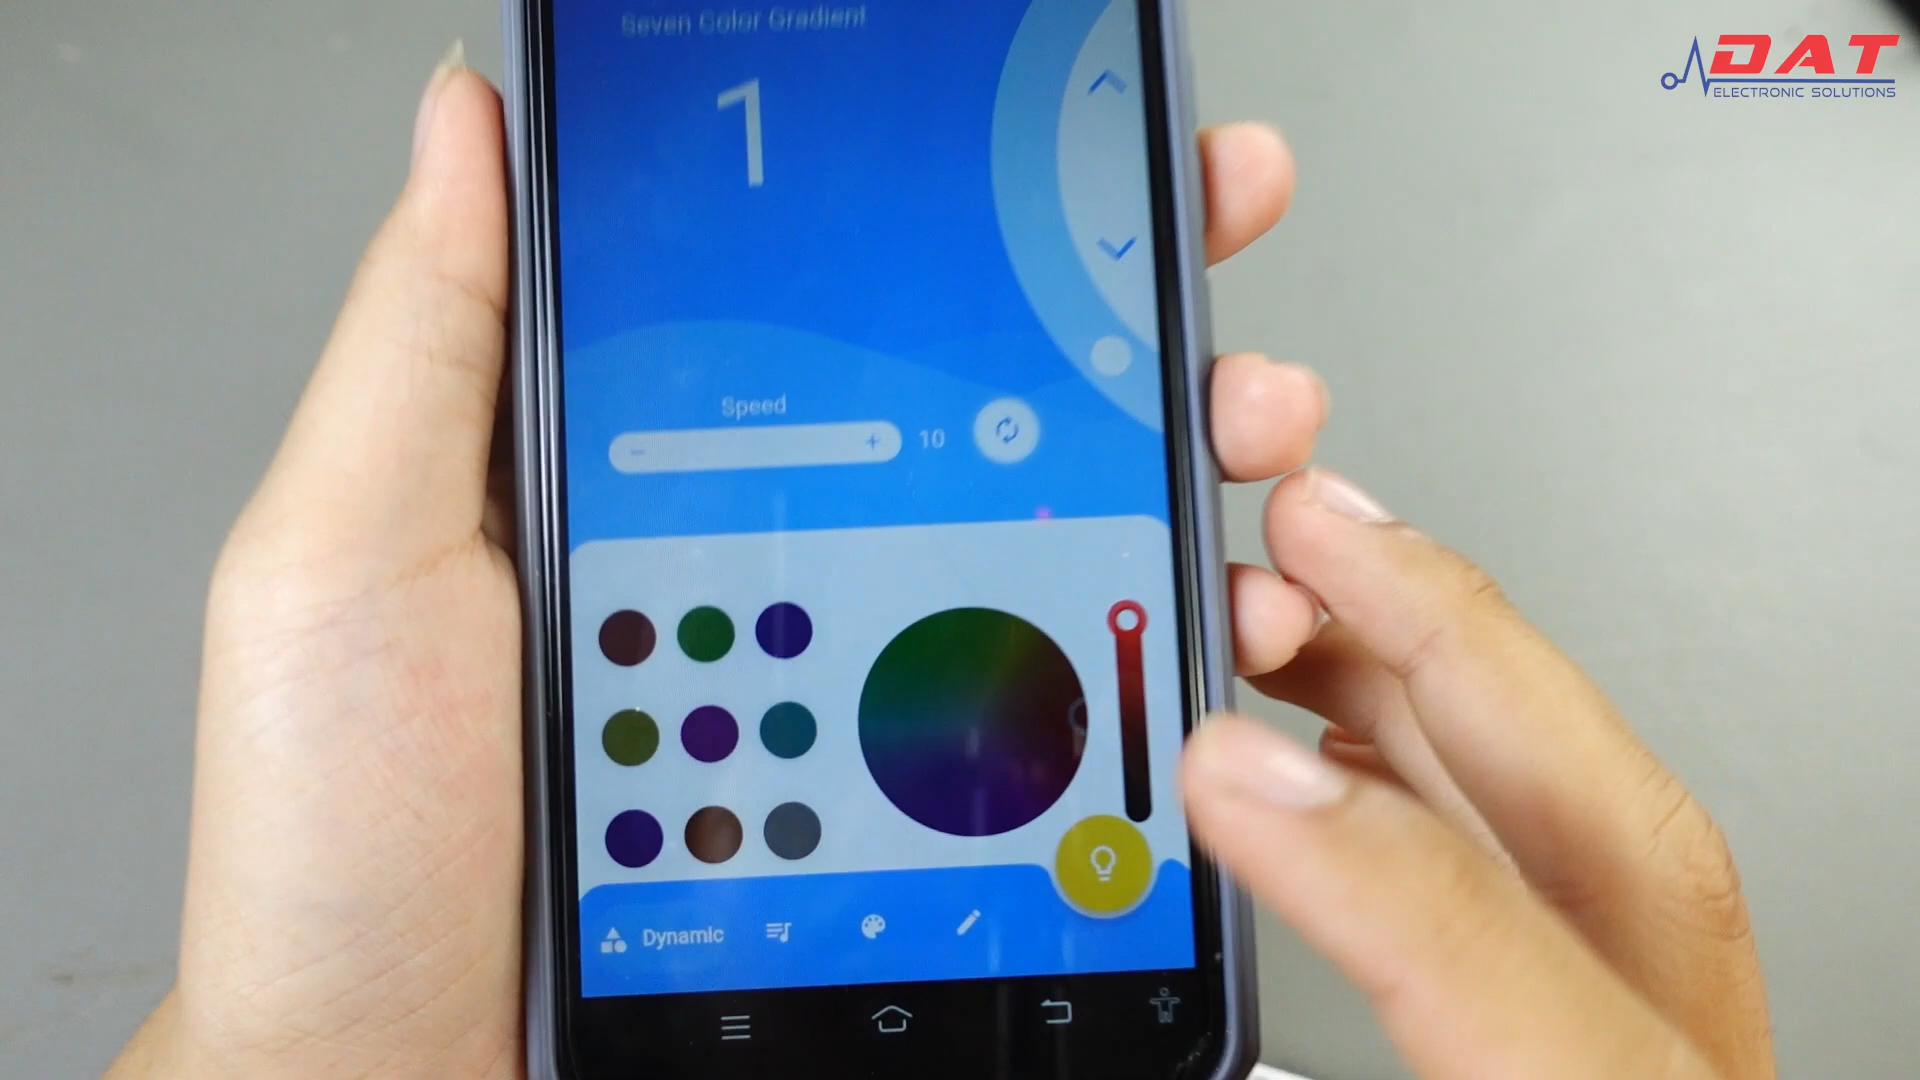 DAT
ELECTRONIC SOLUTIONS
Seven Color Gradient
1
Speed
- +
10
Dynamic